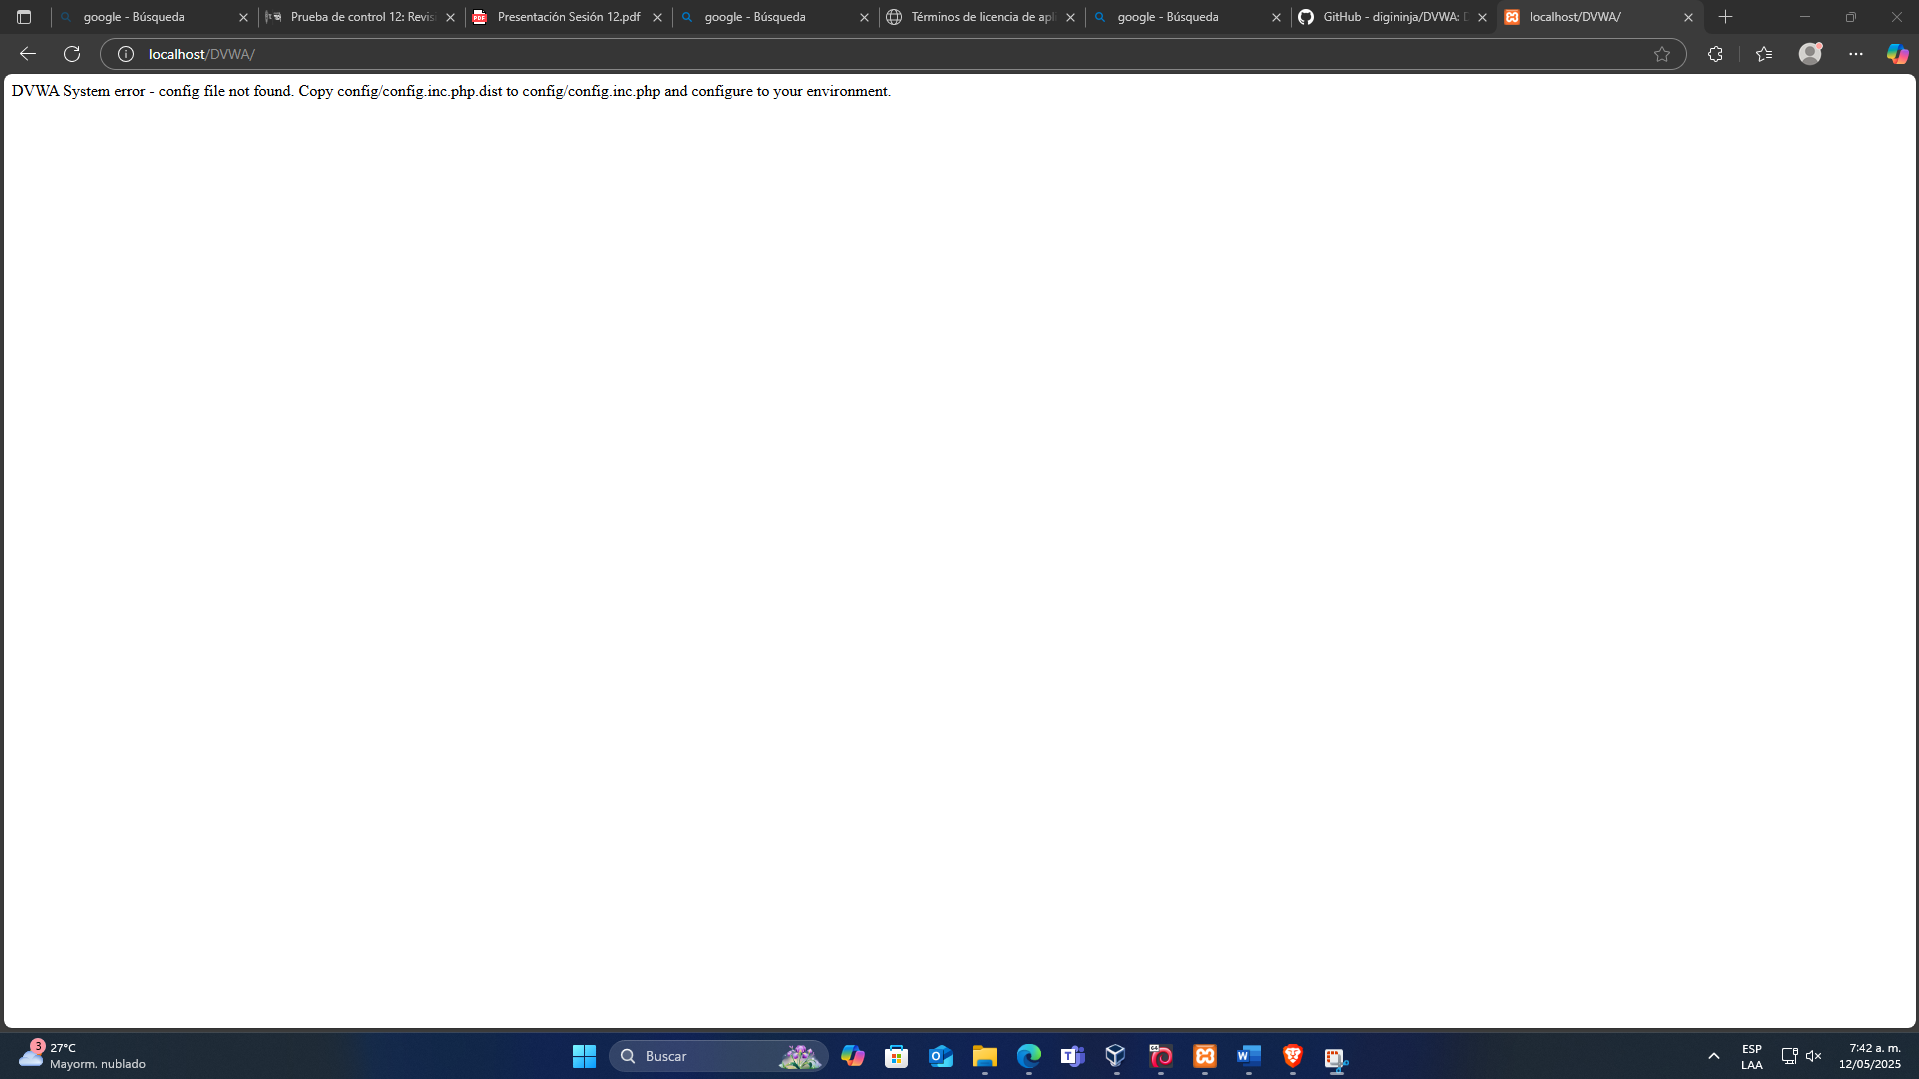 google - Búsqueda
Prueba de control 12: Revisi
Presentación Sesión 12.pdf
google - Búsqueda
Términos de licencia de apli
google - Búsqueda
GitHub - digininja/DVWA: D
localhost/DVWA/
localhost/DVWA/
DVWA System error - config file not found. Copy config/config.inc.php.dist to config/config.inc.php and configure to your environment.
3
27°C
Mayorm. nublado
Buscar
ESP
LAA
7:42 a. m.
12/05/2025